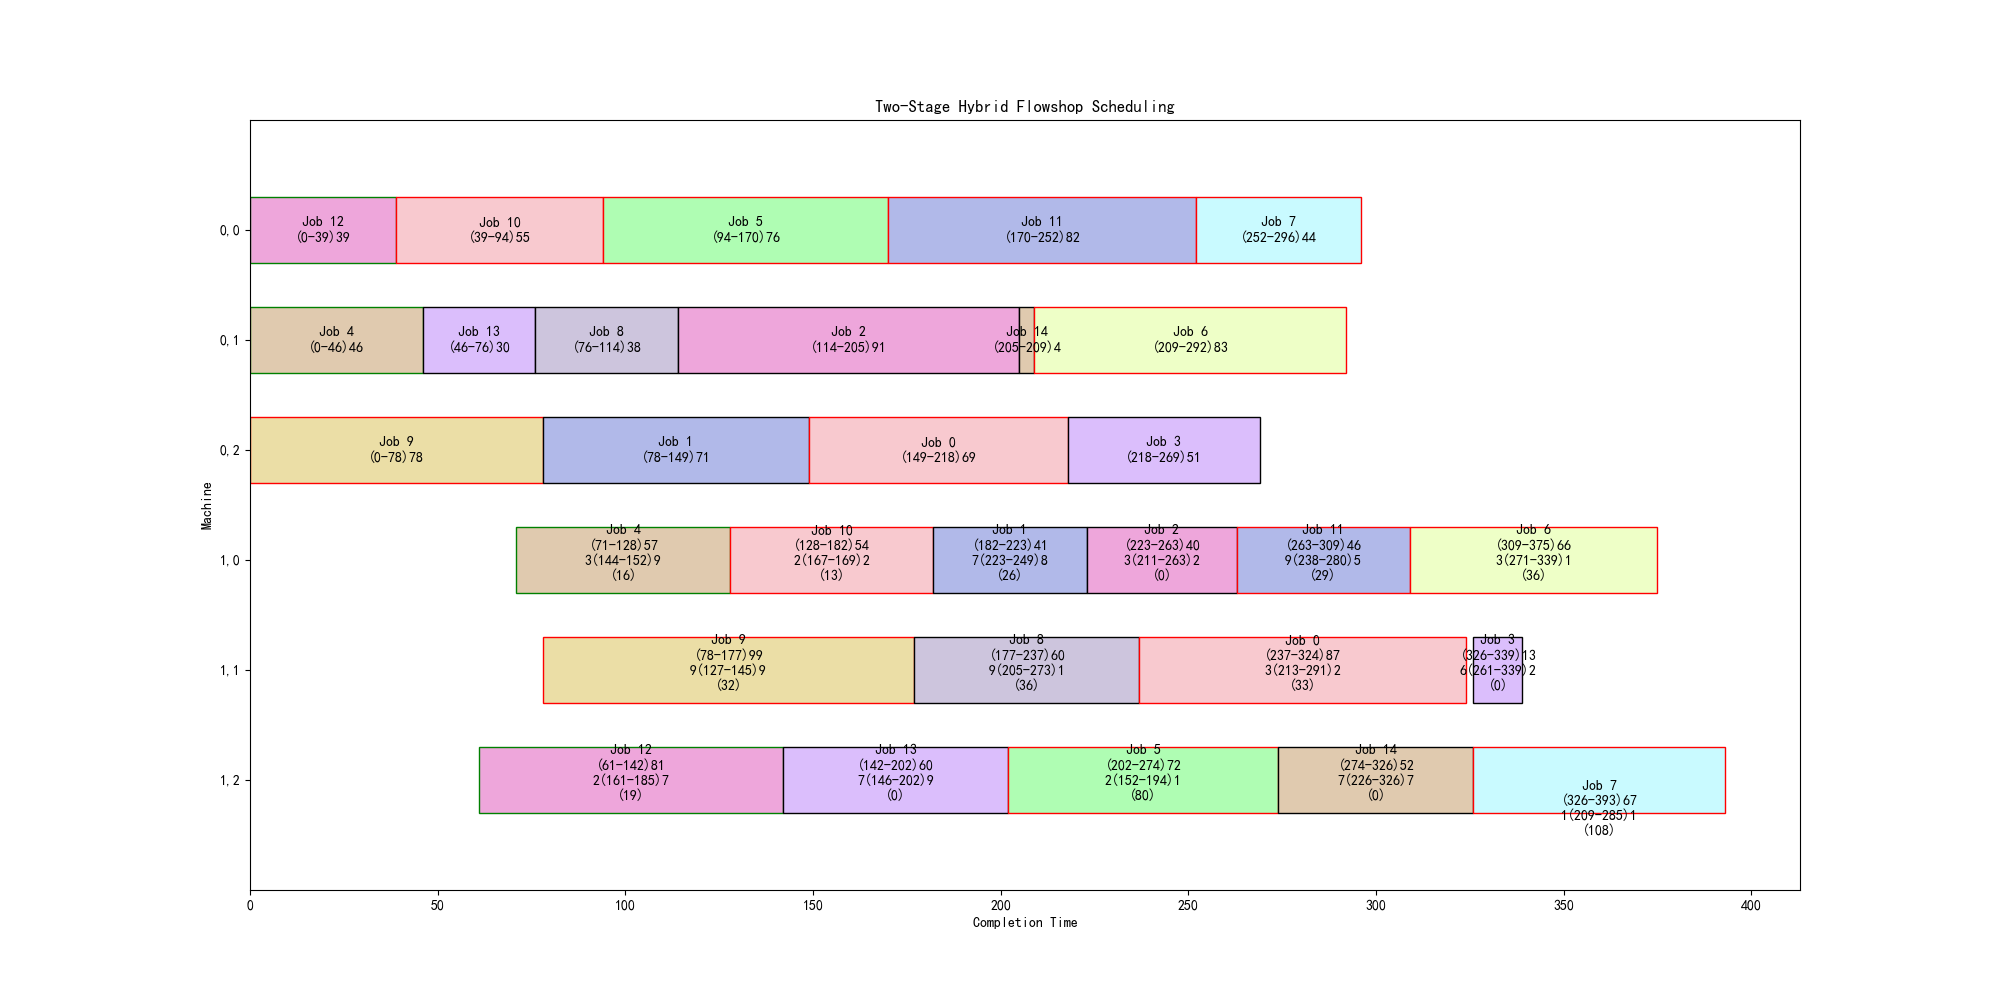 Two-Stage Hybrid Flowshop Scheduling
Machine
0,0
Job 12
(0-39)39
Job 10
(39-94)55
Job 5
(94-170)76
Job 11
(170-252)82
Job 7
(252-296)44
0,1
Job 4
(0-46)46
Job 13
(46-76)30
Job 8
(76-114)38
Job 2
(114-205)91
Job 14
(205-209)4
Job 6
(209-292)83
0,2
Job 9
(0-78)78
Job 1
(78-149)71
Job 0
(149-218)69
Job 3
(218-269)51
1,0
Job 4
(71-128)57
3(144-152)9
(16)
Job 10
(128-182)54
2(167-169)2
(13)
Job 1
(182-223)41
7(223-249)8
(26)
Job 2
(223-263)40
3(211-263)2
(0)
Job 11
(263-309)46
9(238-280)5
(29)
Job 6
(309-375)66
3(271-339)1
(36)
1,1
Job 9
(78-177)99
9(127-145)9
(32)
Job 8
(177-237)60
9(205-273)1
(36)
Job 0
(237-324)87
3(213-291)2
(33)
Job 3
(326-339)13
6(261-339)2
(0)
1,2
Job 12
(61-142)81
2(161-185)7
(19)
Job 13
(142-202)60
7(146-202)9
(0)
Job 5
(202-274)72
2(152-194)1
(80)
Job 14
(274-326)52
7(226-326)7
(0)
Job 7
(326-393)67
1(209-285)1
(108)
0
50
100
150
200
250
300
350
400
Completion Time